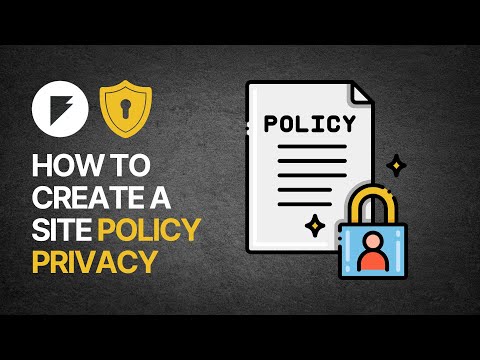 HOW TO
CREATE A
SITE POLICY
PRIVACY
POLICY